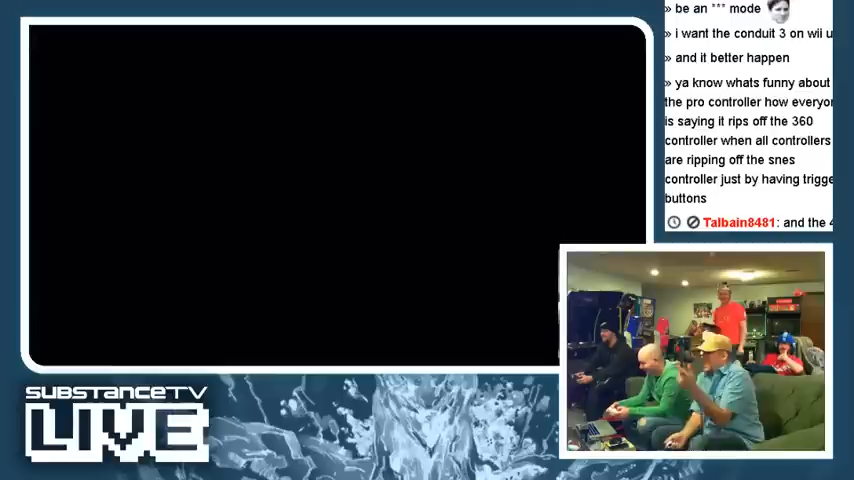 » be an *** mode
» i want the conduit 3 on wii u
» and it better happen
» ya know whats funny about
the pro controller how everyor
is saying it rips off the 360
controller when all controllers
are ripping off the snes
controller just by having trigge
buttons
Talbain8481: and the 4
SUBSTANCETV
LIVE